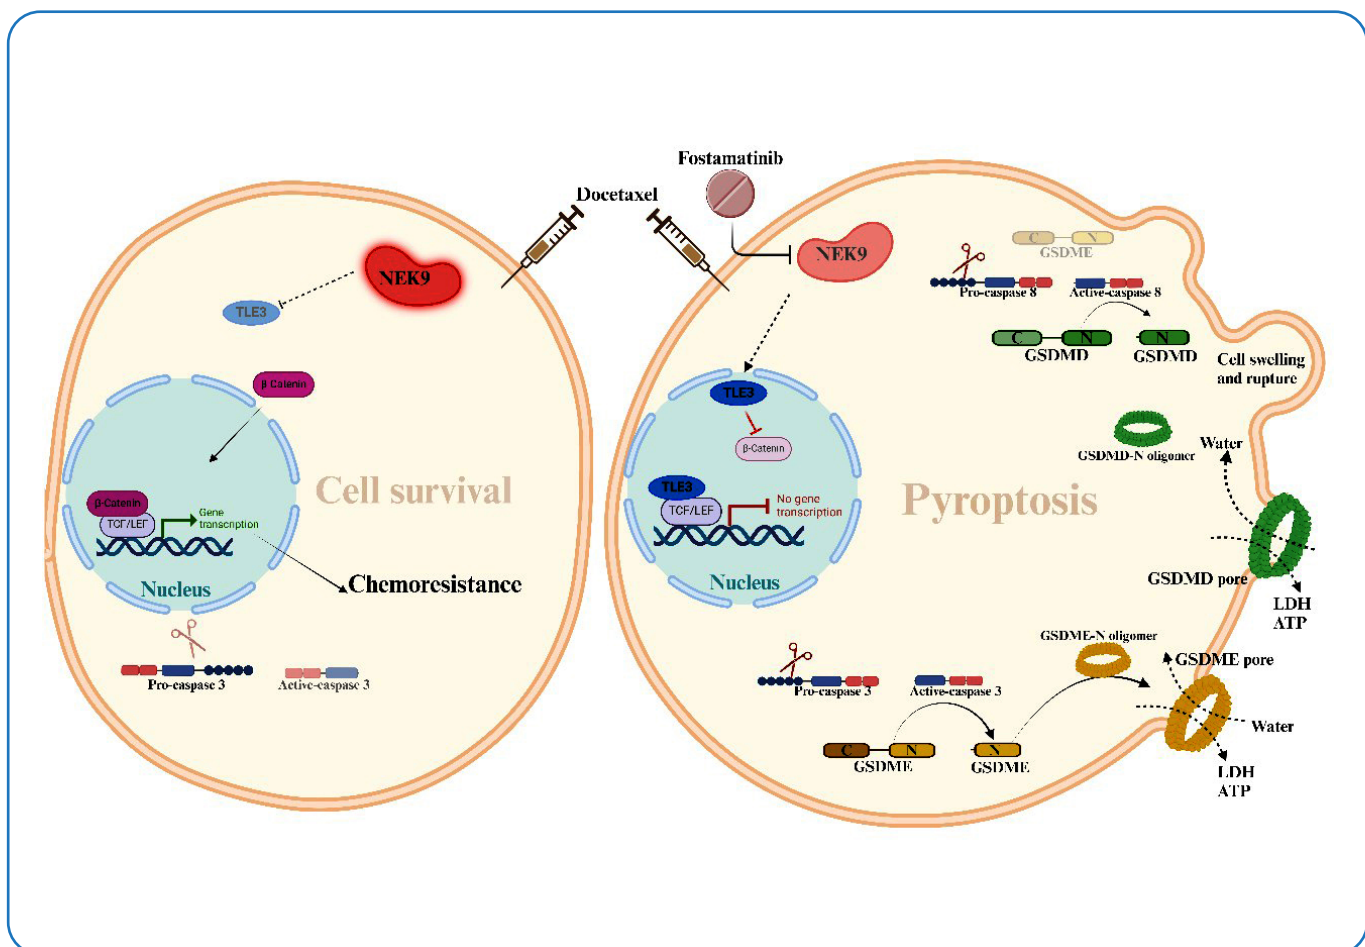 Docetaxel
NEK9
TLE3
β Catenin
β-Catenin
TCF/LEF
Gene
transcription
Nucleus
Cell survival
Chemoresistance
Pro-caspase 3
Active-caspase 3
Fostamatinib
NEK9
TLE3
β-Catenin
TLE3
TCF/LEF
No gene
transcription
Nucleus
Pyroptosis
C N
GSDME
Pro-caspase 8
Active-caspase 8
C N
GSDMD
N
GSDMD
Cell swelling
and rupture
GSDMD-N oligomer
Water
GSDMD pore
LDH
ATP
GSDME-N oligomer
GSDME pore
Pro-caspase 3
Active-caspase 3
C N
GSDME
N
GSDME
Water
LDH
ATP